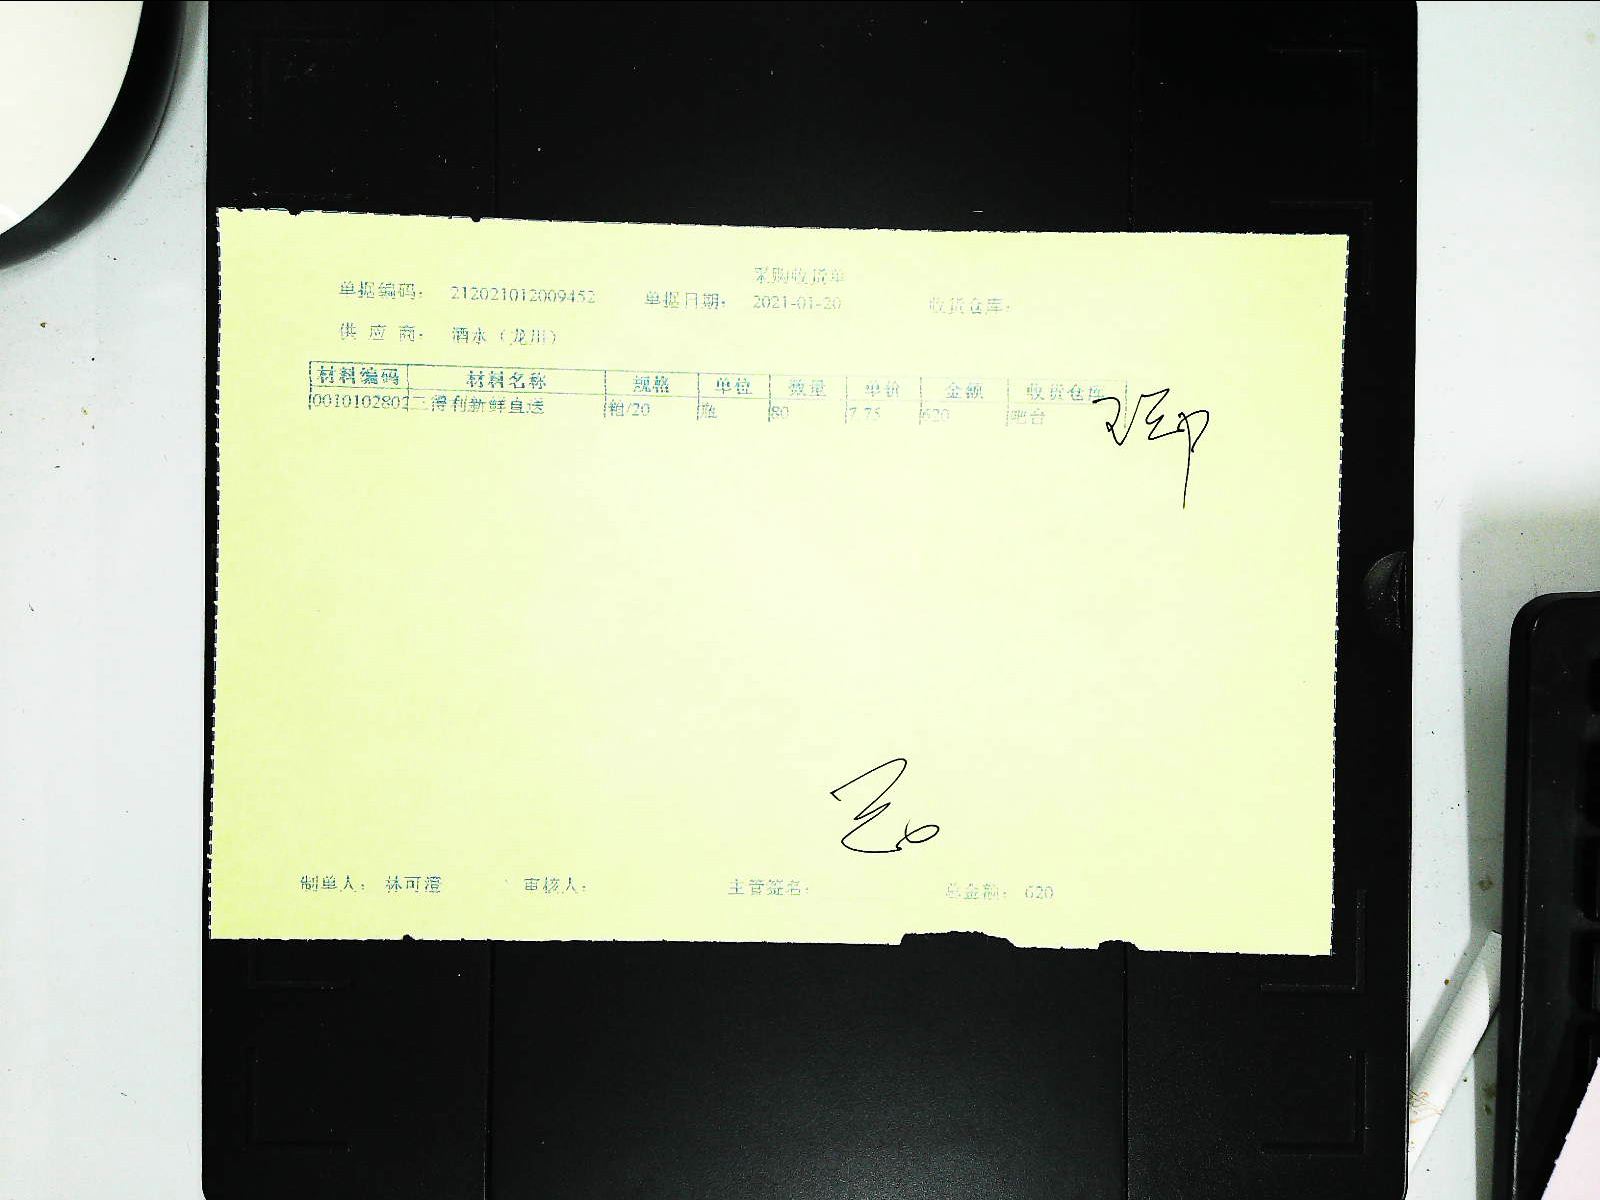 采购收货单
单据编码： 212021012009452 单据日期： 2021-01-20 收货仓库：
供 应 商： 酒水（龙川）
材料编码 材料名称 规格 单位 数量 单价 金额 收货仓库
0010102802 三得利新鲜直送 箱/20 瓶 80 7.75 620 吧台
制单人： 林可澄 审核人： 主管签名： 总金额： 620